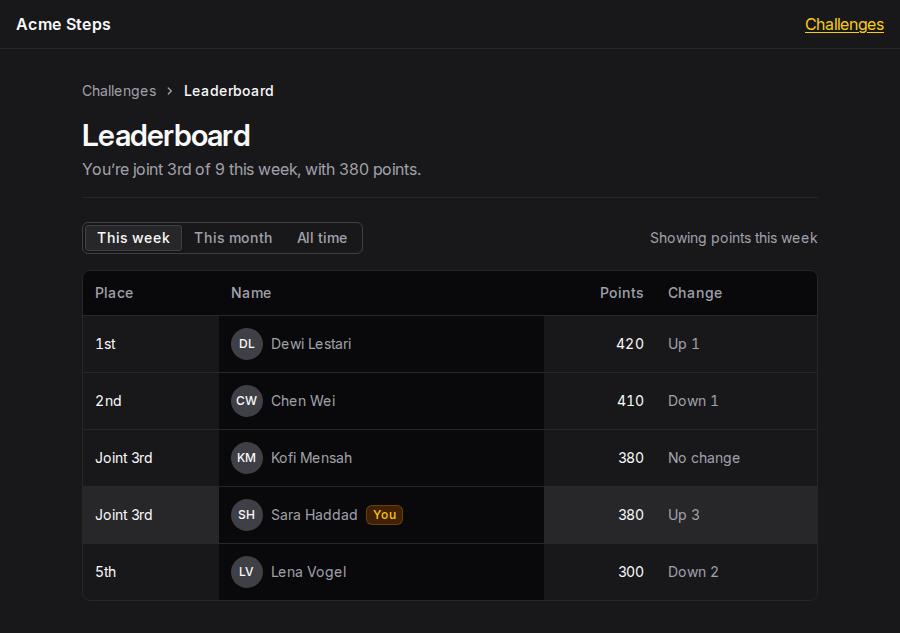 Acme Steps
Challenges
Challenges > Leaderboard
Leaderboard
You're joint 3rd of 9 this week, with 380 points.
This week This month All time
Showing points this week
Place Name Points Change
1st DL Dewi Lestari 420 Up 1
2nd CW Chen Wei 410 Down 1
Joint 3rd KM Kofi Mensah 380 No change
Joint 3rd SH Sara Haddad You 380 Up 3
5th LV Lena Vogel 300 Down 2